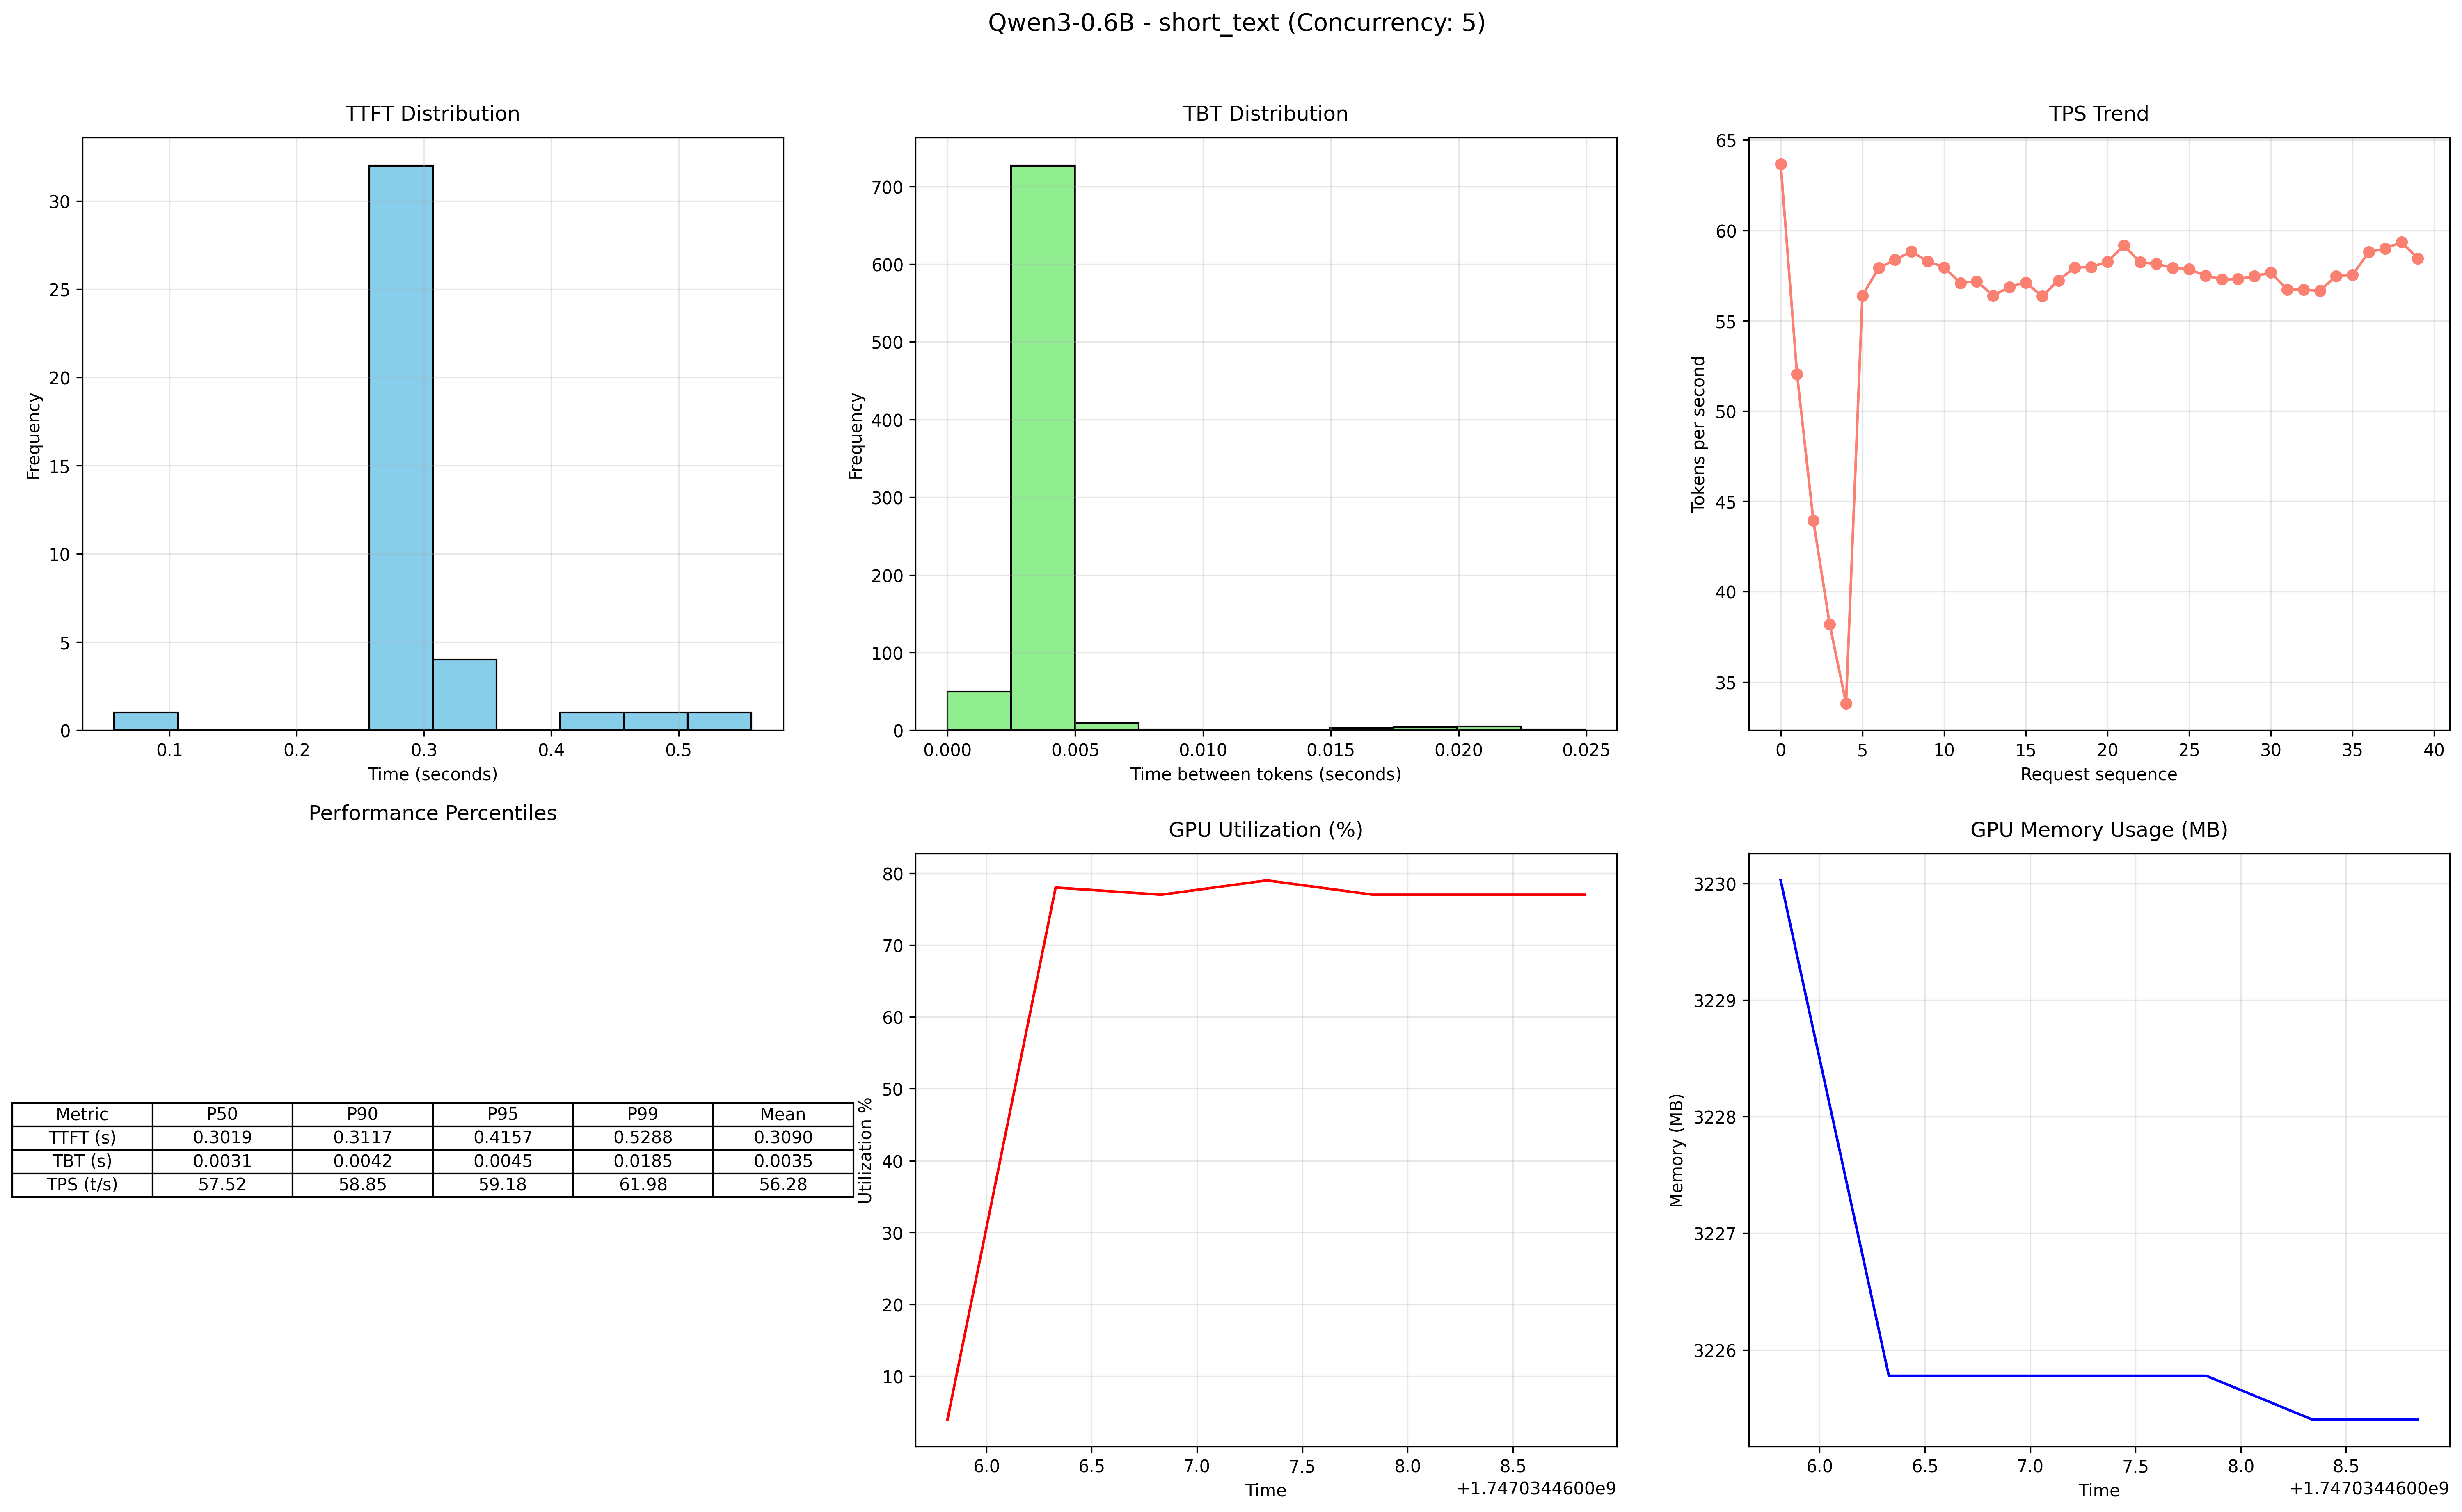 Qwen3-0.6B - short_text (Concurrency: 5)
TTFT Distribution
Frequency
30
25
20
15
10
5
0
0.1 0.2 0.3 0.4 0.5
Time (seconds)
TBT Distribution
Frequency
700
600
500
400
300
200
100
0
0.000 0.005 0.010 0.015 0.020 0.025
Time between tokens (seconds)
TPS Trend
Tokens per second
65
60
55
50
45
40
35
0 5 10 15 20 25 30 35 40
Request sequence
Performance Percentiles
Metric P50 P90 P95 P99 Mean
TTFT (s) 0.3019 0.3117 0.4157 0.5288 0.3090
TBT (s) 0.0031 0.0042 0.0045 0.0185 0.0035
TPS (t/s) 57.52 58.85 59.18 61.98 56.28
GPU Utilization (%)
Utilization %
80
70
60
50
40
30
20
10
6.0 6.5 7.0 7.5 8.0 8.5
Time
+1.7470344600e9
GPU Memory Usage (MB)
Memory (MB)
3230
3229
3228
3227
3226
6.0 6.5 7.0 7.5 8.0 8.5
Time
+1.7470344600e9